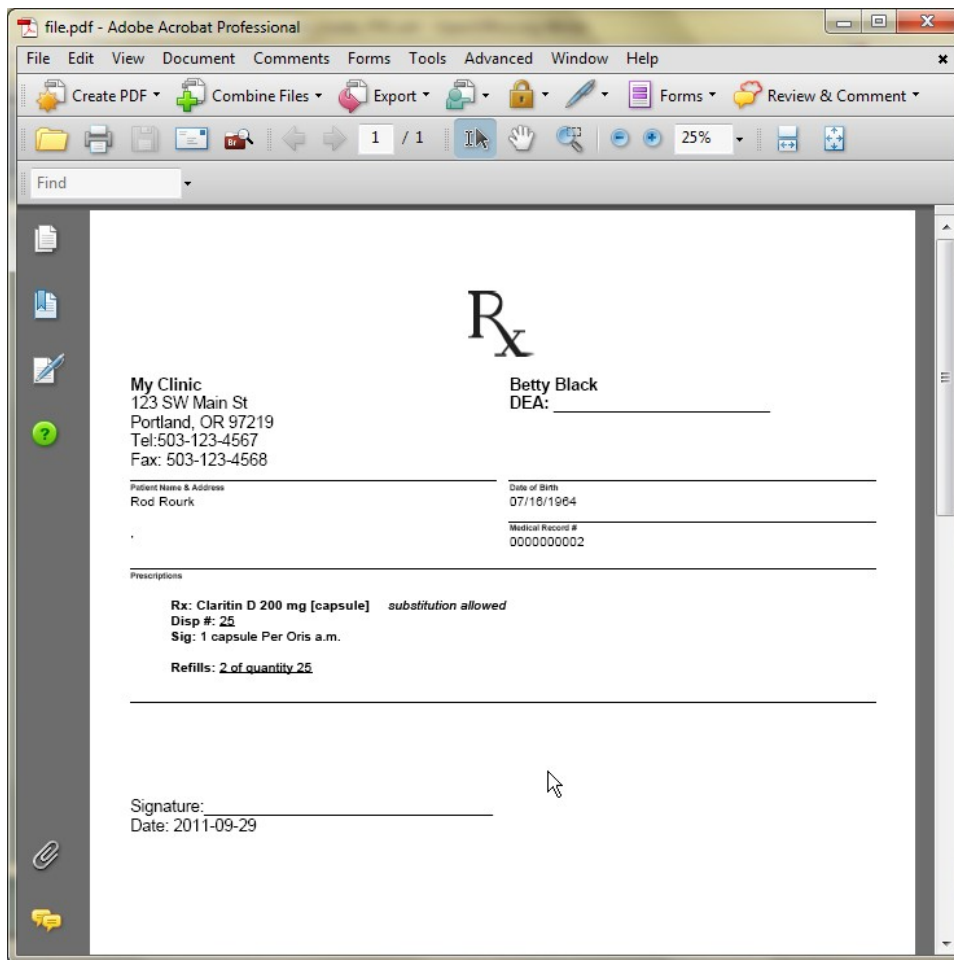 file.pdf - Adobe Acrobat Professional
File Edit View Document Comments Forms Tools Advanced Window Help
Create PDF Combine Files Export Forms Review & Comment
Br 1 / 1 25%
Find
Rx
My Clinic
123 SW Main St
Portland, OR 97219
Tel:503-123-4567
Fax: 503-123-4568
Betty Black
DEA:
Patient Name & Address
Rod Rourk
.
Date of Birth
07/16/1964
Medical Record #
0000000002
Prescriptions
Rx: Claritin D 200 mg [capsule] substitution allowed
Disp #: 25
Sig: 1 capsule Per Oris a.m.
Refills: 2 of quantity 25
Signature:
Date: 2011-09-29